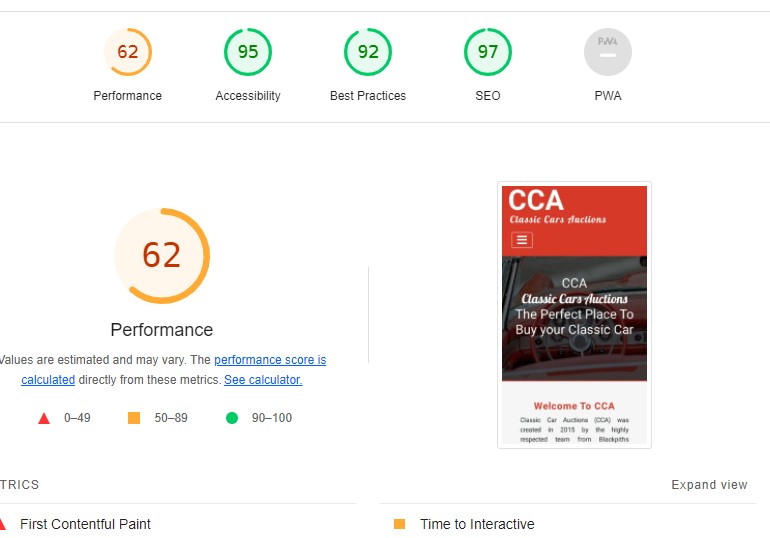 62
95
92
97
PWA
Performance
Accessibility
Best Practices
SEO
PWA
62
Performance
Values are estimated and may vary. The performance score is
calculated directly from these metrics. See calculator.
0–49
50–89
90–100
CCA
Classic Cars Auctions
CCA
Classic Cars Auctions
The Perfect Place To
Buy your Classic Car
Welcome To CCA
Classic Car Auctions (CCA) was
created in 2015 by the highly
respected team from Blackpiths
TRICS
Expand view
First Contentful Paint
Time to Interactive